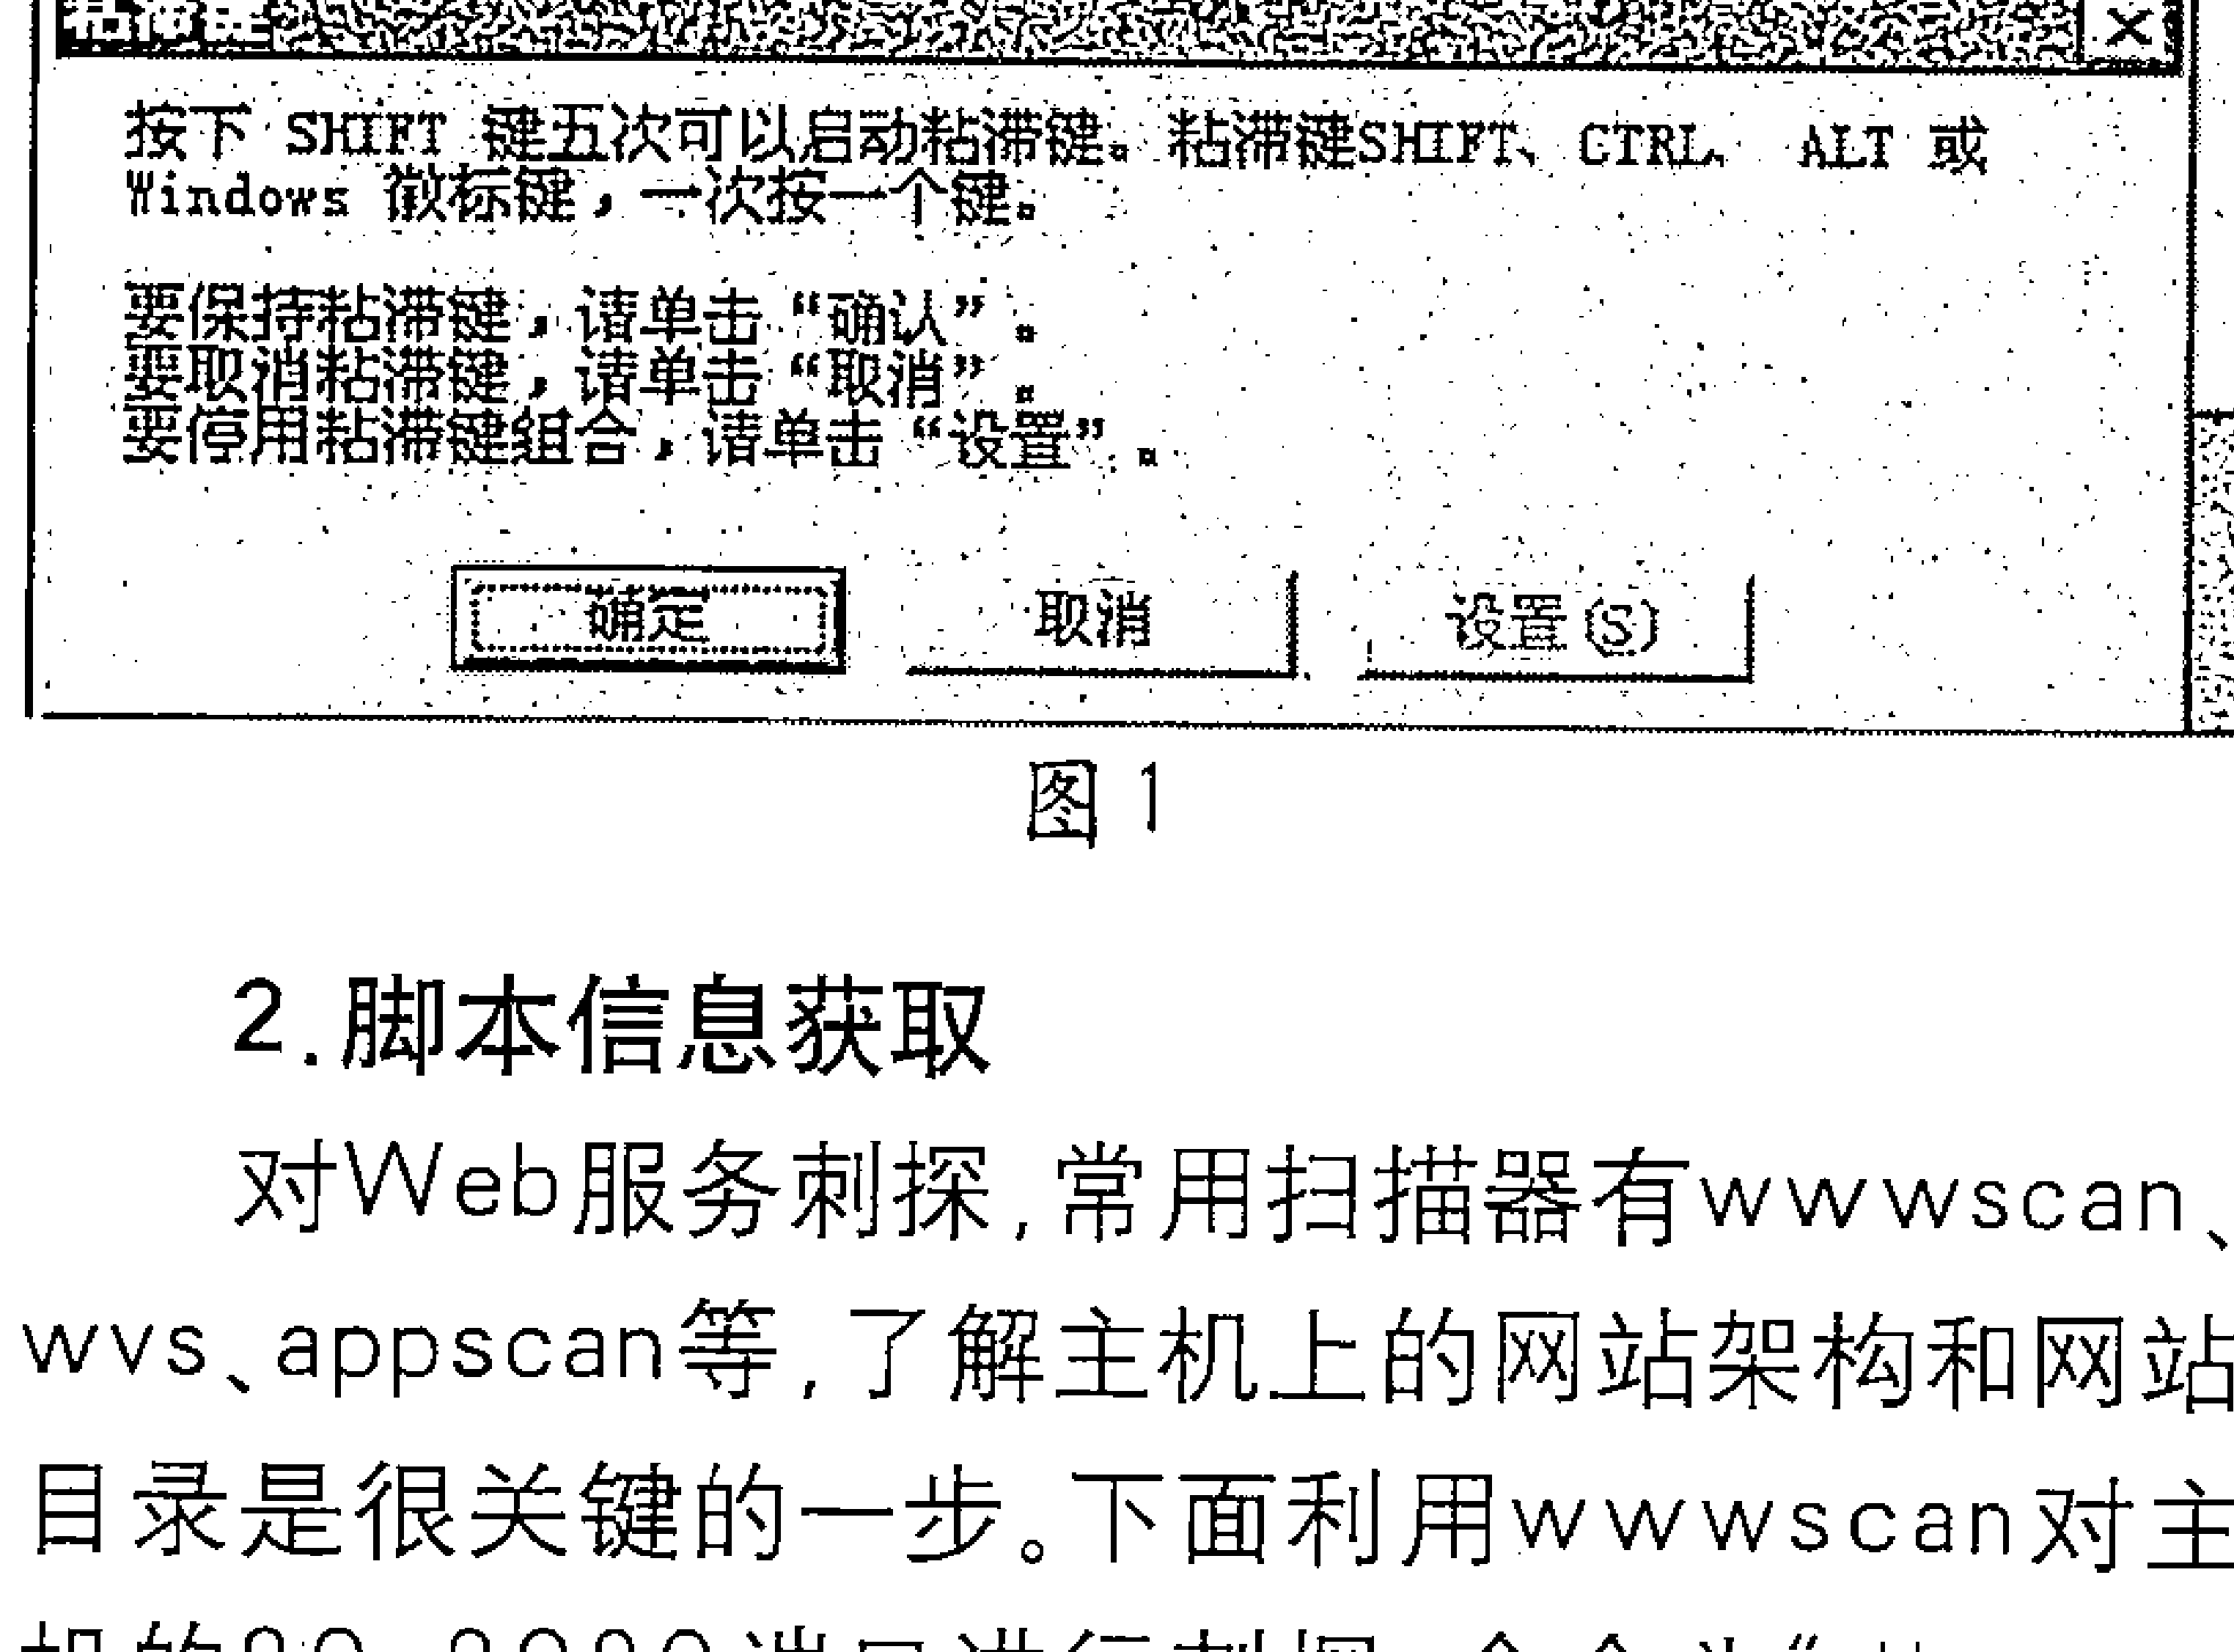 粘滞键
按下 SHIFT 键五次可以启动粘滞键。粘滞键SHIFT、CTRL、 ALT 或
Windows 徽标键，一次按一个键。
要保持粘滞键，请单击“确认”。
要取消粘滞键，请单击“取消”。
要停用粘滞键组合，请单击“设置”。
确定 取消 设置(S)
图 1
2.脚本信息获取
对Web服务刺探,常用扫描器有wwwscan、
wvs、appscan等,了解主机上的网站架构和网站
目录是很关键的一步。下面利用wwwscan对主